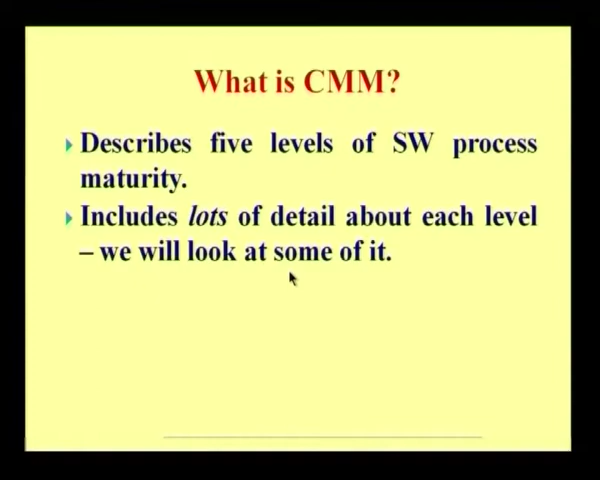 What is CMM?
Describes five levels of SW process
maturity.
Includes lots of detail about each level
– we will look at some of it.